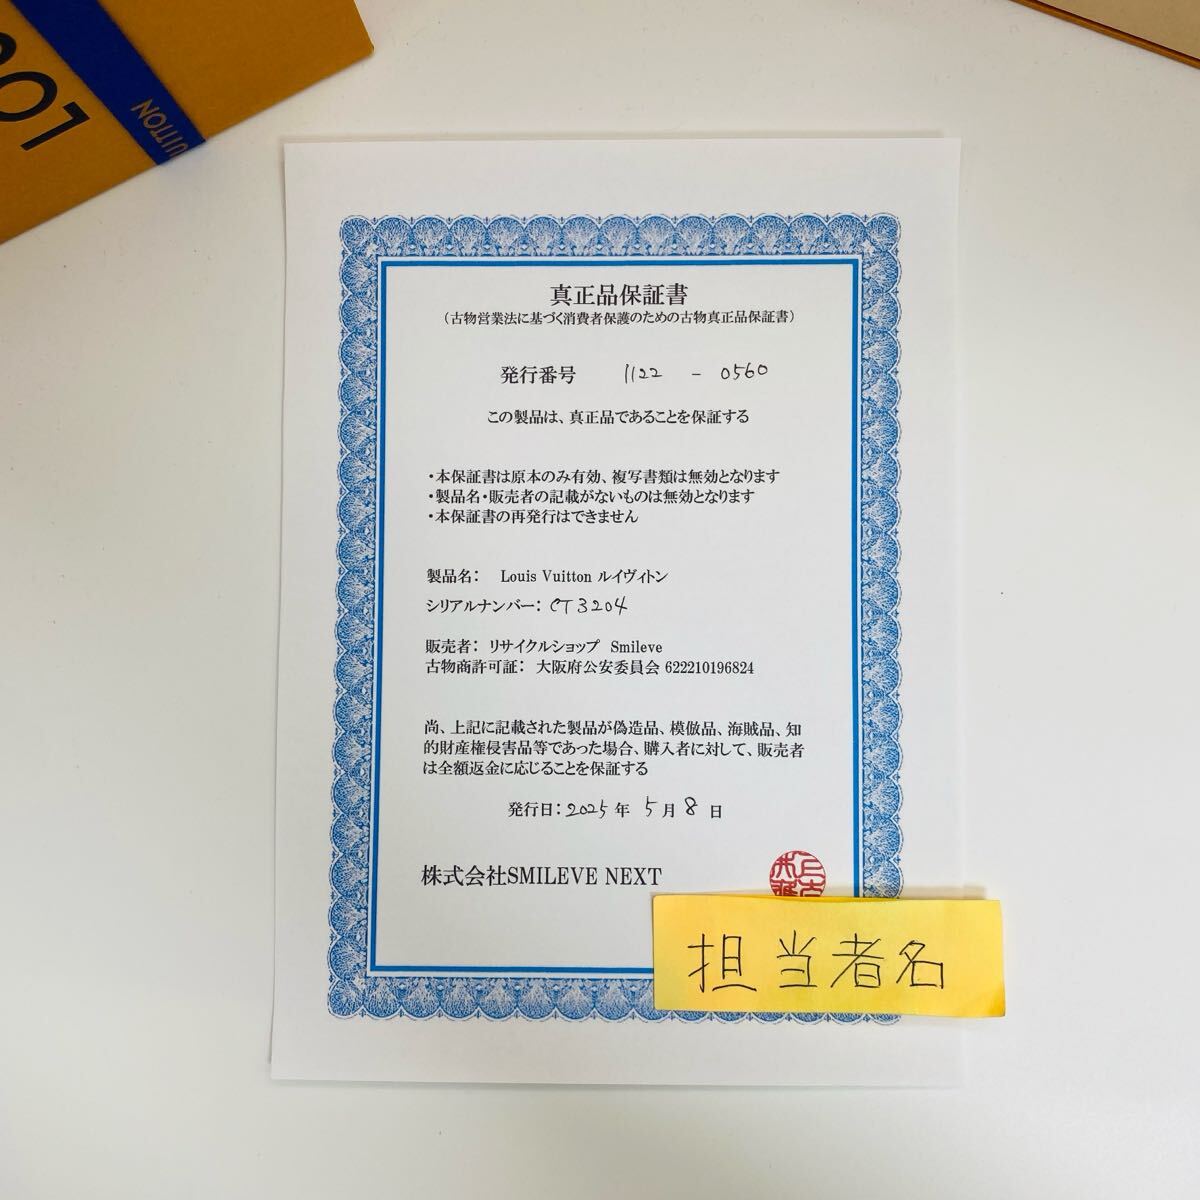 LOU
VUITTON
真正品保証書
(古物営業法に基づく消費者保護のための古物真正品保証書)
発行番号 1122 - 0560
この製品は、真正品であることを保証する
・本保証書は原本のみ有効、複写書類は無効となります
・製品名・販売者の記載がないものは無効となります
・本保証書の再発行はできません
製品名: Louis Vuitton ルイヴィトン
シリアルナンバー: CT3204
販売者: リサイクルショップ Smileve
古物商許可証: 大阪府公安委員会 622210196824
尚、上記に記載された製品が偽造品、模倣品、海賊品、知
的財産権侵害品等であった場合、購入者に対して、販売者
は全額返金に応じることを保証する
発行日: 2025 年 5 月 8 日
株式会社SMILEVE NEXT
担当者名